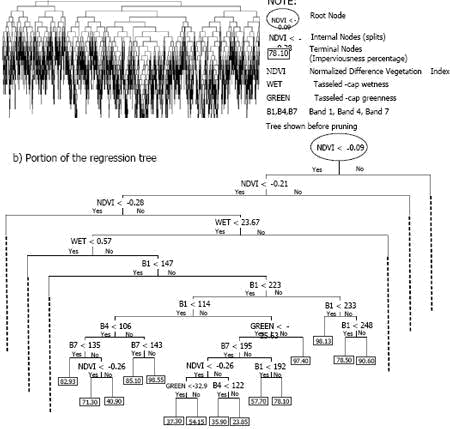 NOTE:
NDVI < -0.09
Root Node
NDVI < -
Internal Nodes (splits)
78.10
Terminal Nodes
(Imperviousness percentage)
NDVI Normalized Difference Vegetation Index
WET Tasseled -cap wetness
GREEN Tasseled -cap greenness
B1,B4,B7 Band 1, Band 4, Band 7
Tree shown before pruning
NDVI < -0.09
b) Portion of the regression tree
Yes No
NDVI < -0.21
Yes No
NDVI < -0.28
Yes No
WET < 23.67
Yes No
WET < 0.57
Yes No
B1 < 147
Yes No
B1 < 223
Yes No
B1 < 114
B1 < 233
Yes No
Yes No
B4 < 106
GREEN < -
B1 < 248
Yes No
Yes No
98.13
Yes No
B7 < 135
B7 < 143
B7 < 195
97.40
78.50
90.60
Yes No
Yes No
Yes No
82.93
NDVI < -0.26
85.10
98.55
NDVI < -0.26
B1 < 192
Yes No
Yes No
Yes No
71.30
40.90
GREEN <-32.9
B4 < 122
57.70
78.10
Yes No
Yes No
37.30
54.15
35.90
23.85